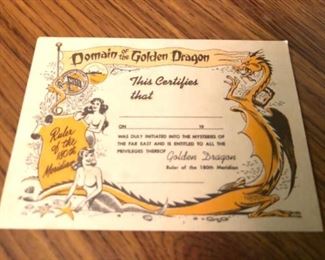 Domain of the Golden Dragon
This Certifies
that
ON 19
WAS DULY INITIATED INTO THE MYSTERIES OF
THE FAR EAST AND IS ENTITLED TO ALL THE
PRIVILEGES THEREOF
Golden Dragon
Ruler of the 180th Meridian
Ruler
of the
180th
Meridian